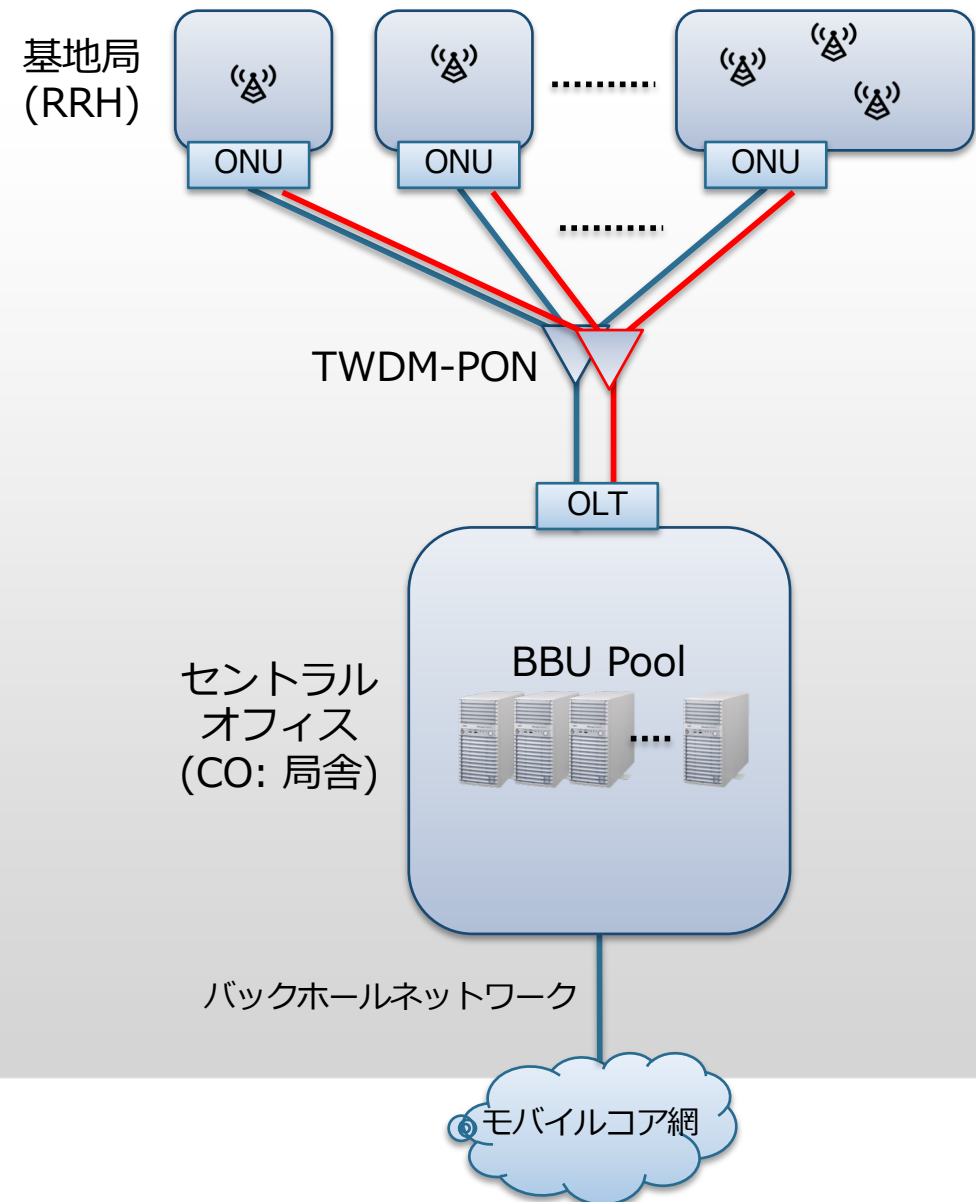 基地局
(RRH)
ONU
ONU
ONU
TWDM-PON
OLT
BBU Pool
セントラル
オフィス
(CO: 局舎)
バックホールネットワーク
モバイルコア網